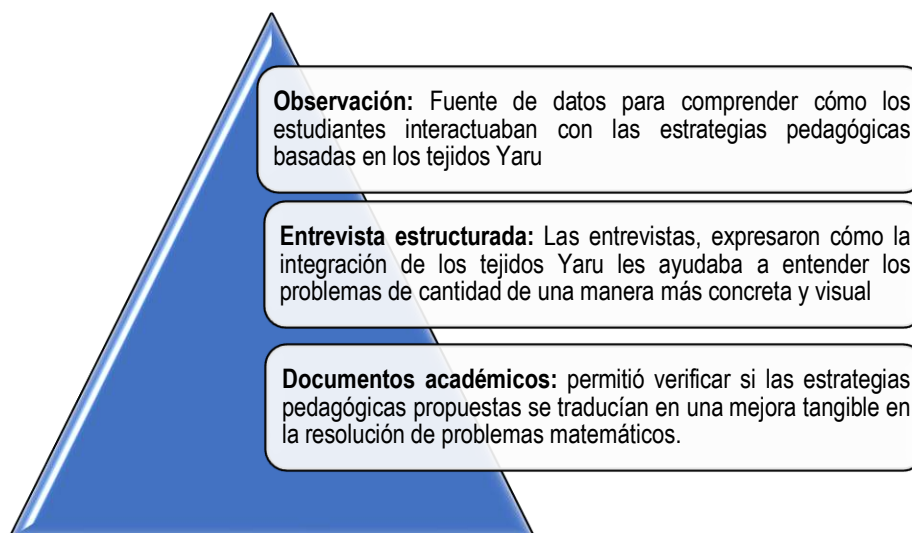 Observación: Fuente de datos para comprender cómo los
estudiantes interactuaban con las estrategias pedagógicas
basadas en los tejidos Yaru
Entrevista estructurada: Las entrevistas, expresaron cómo la
integración de los tejidos Yaru les ayudaba a entender los
problemas de cantidad de una manera más concreta y visual
Documentos académicos: permitió verificar si las estrategias
pedagógicas propuestas se traducían en una mejora tangible en
la resolución de problemas matemáticos.